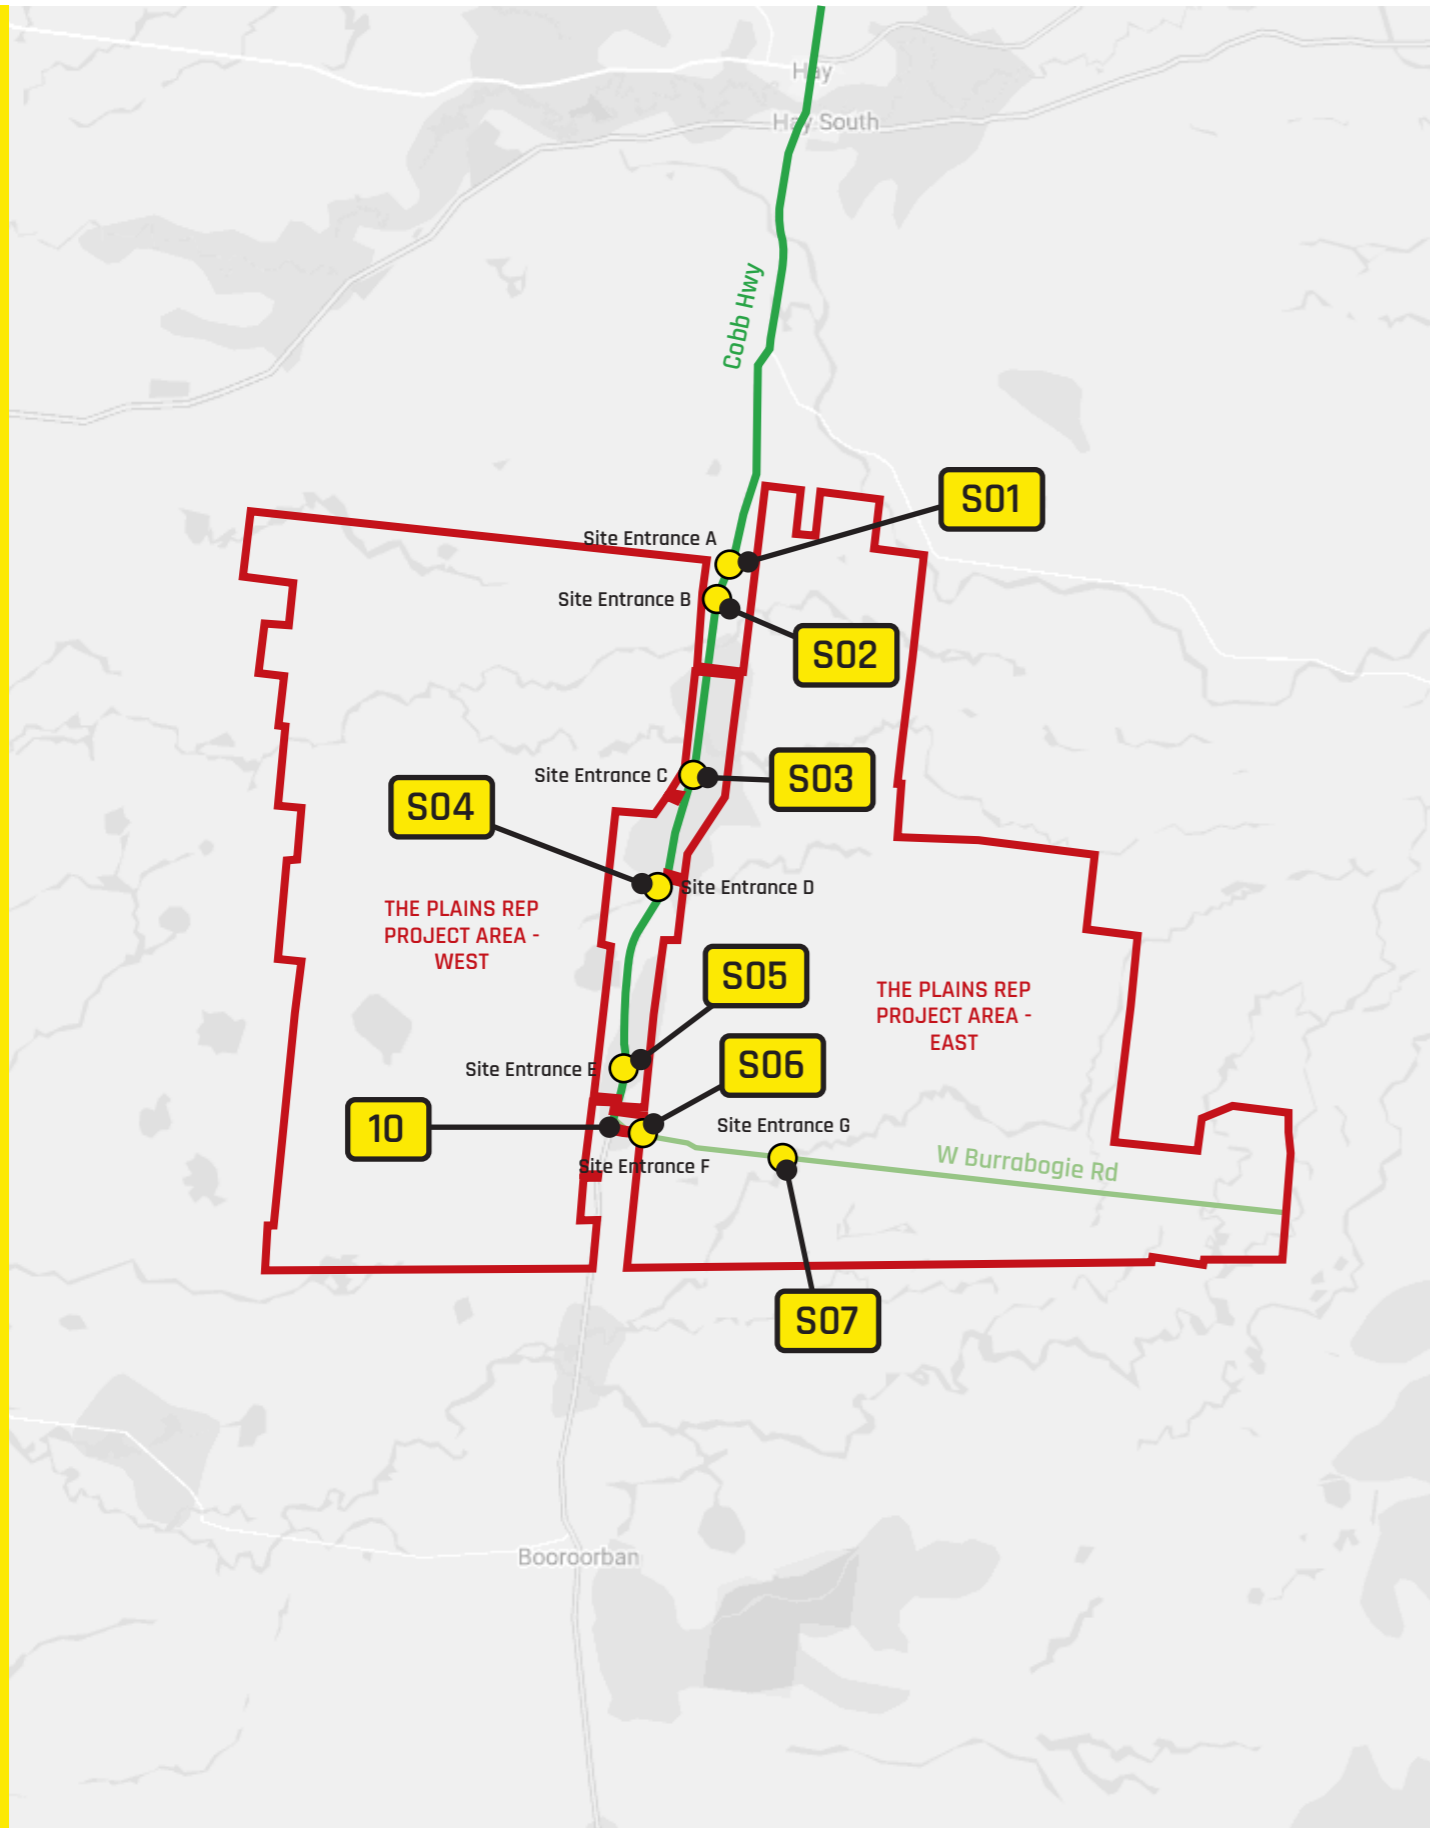 Hay
Hay South
Cobb Hwy
S01
Site Entrance A
Site Entrance B
S02
Site Entrance C
S03
S04
Site Entrance D
THE PLAINS REP
PROJECT AREA -
WEST
S05
THE PLAINS REP
PROJECT AREA -
EAST
S06
Site Entrance E
10
Site Entrance G
Site Entrance F
W Burrabogie Rd
S07
Booroorban